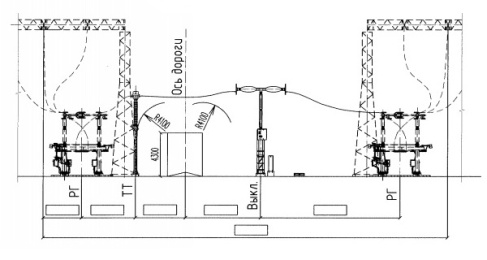 Ось дороги
R4100
R4100
4300
РГ
ТТ
Выкл.
РГ